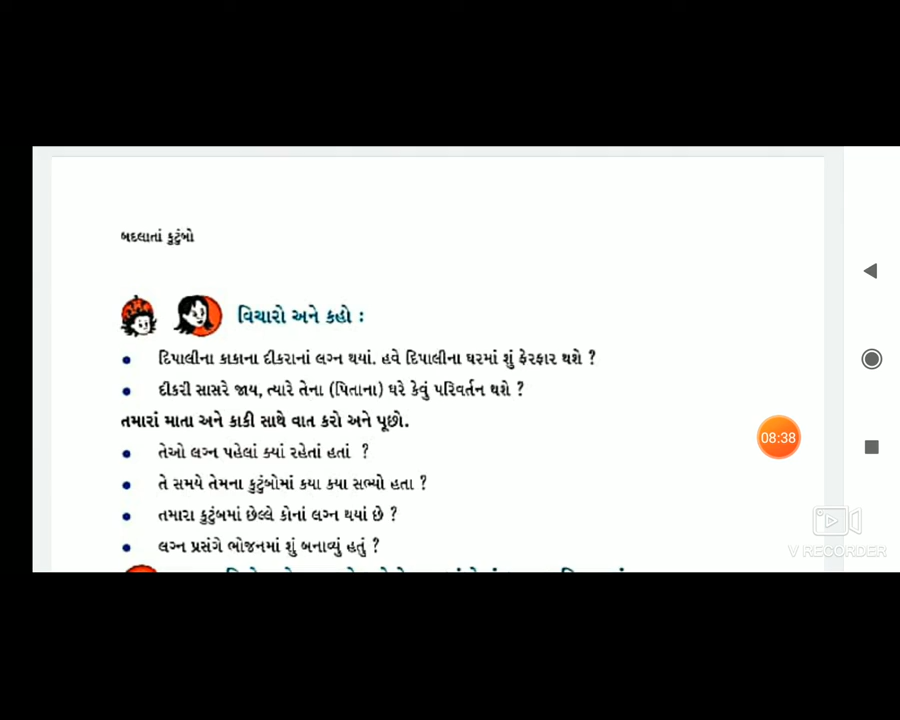 બદલાતાં કુટુંબો
વિચારો અને કહો :
• દિપાલીના કાકાના દીકરાનાં લગ્ન થયાં. હવે દિપાલીના ઘરમાં શું ફેરફાર થશે ?
• દીકરી સાસરે જાય, ત્યારે તેના (પિતાના) ઘરે કેવું પરિવર્તન થશે ?
તમારાં માતા અને કાકી સાથે વાત કરો અને પૂછો.
• તેઓ લગ્ન પહેલાં ક્યાં રહેતાં હતાં ?
• તે સમયે તેમના કુટુંબોમાં કયા કયા સભ્યો હતા ?
• તમારા કુટુંબમાં છેલ્લે કોનાં લગ્ન થયાં છે ?
• લગ્ન પ્રસંગે ભોજનમાં શું બનાવ્યું હતું ?
08:38
V RECORDER